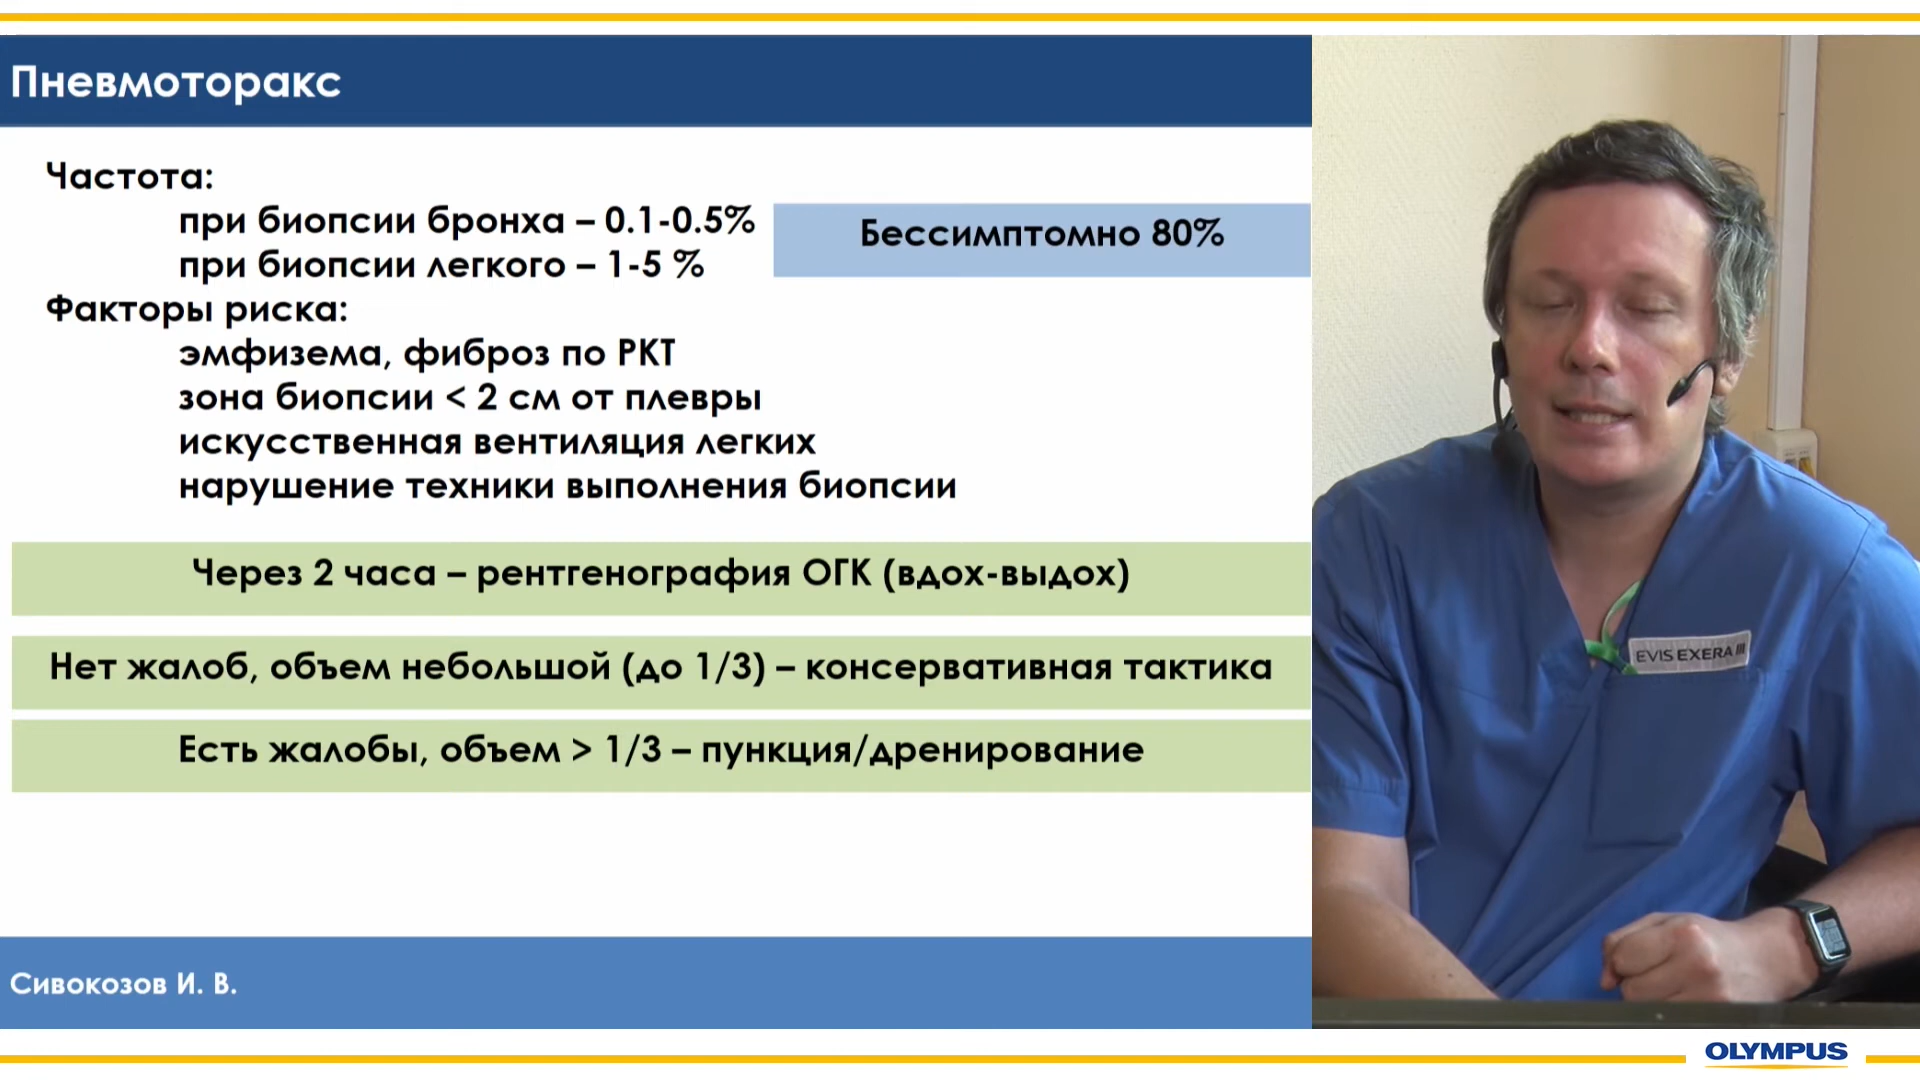 Пневмоторакс
Частота:
при биопсии бронха – 0.1-0.5%
при биопсии легкого – 1-5 %
Бессимптомно 80%
Факторы риска:
эмфизема, фиброз по РКТ
зона биопсии < 2 см от плевры
искусственная вентиляция легких
нарушение техники выполнения биопсии
Через 2 часа – рентгенография ОГК (вдох-выдох)
Нет жалоб, объем небольшой (до 1/3) – консервативная тактика
Есть жалобы, объем > 1/3 – пункция/дренирование
Сивокозов И. В.
EVIS EXERA III
OLYMPUS